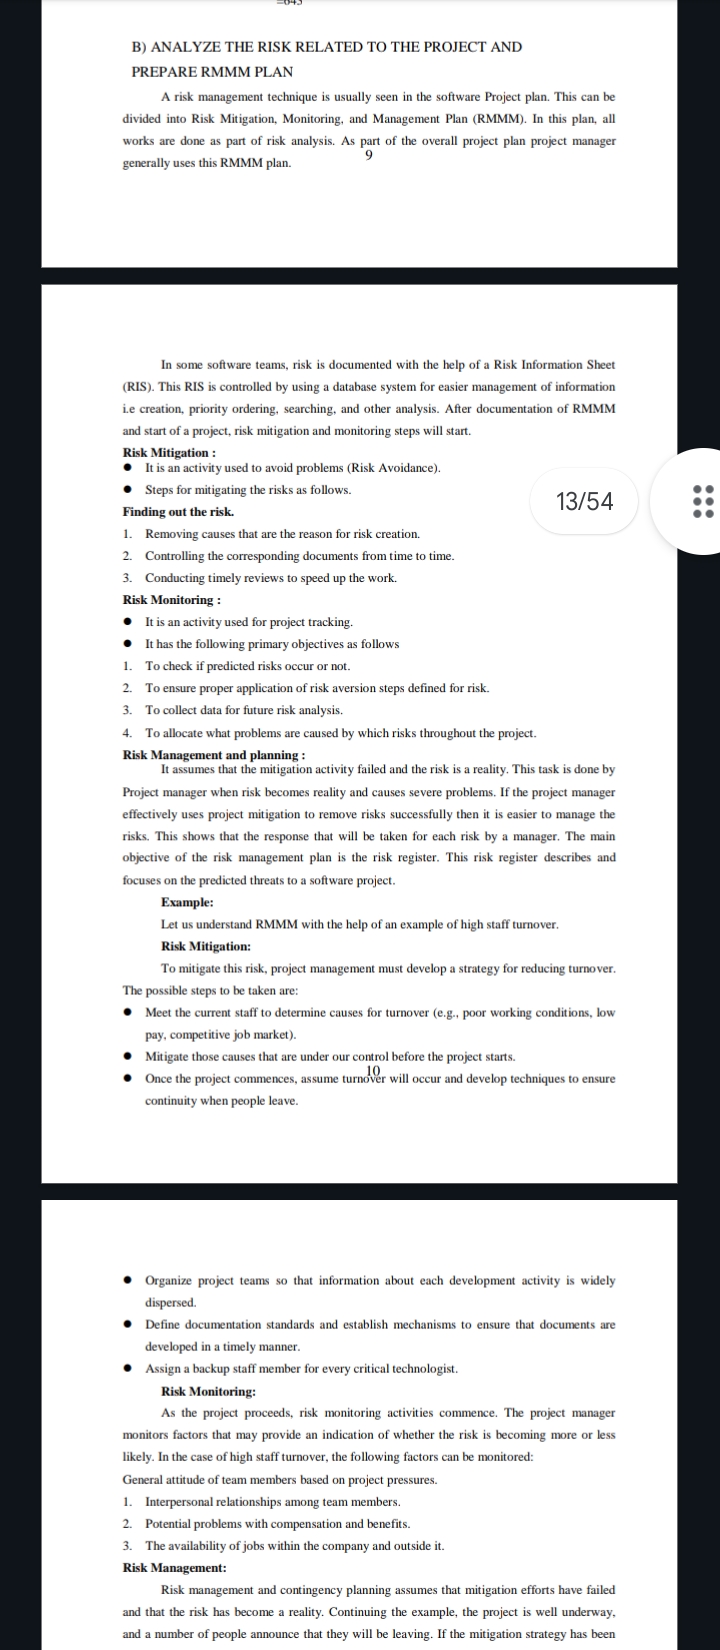 =645
B) ANALYZE THE RISK RELATED TO THE PROJECT AND
PREPARE RMMM PLAN
A risk management technique is usually seen in the software Project plan. This can be
divided into Risk Mitigation, Monitoring, and Management Plan (RMMM). In this plan, all
works are done as part of risk analysis. As part of the overall project plan project manager
generally uses this RMMM plan.
9
In some software teams, risk is documented with the help of a Risk Information Sheet
(RIS). This RIS is controlled by using a database system for easier management of information
i.e creation, priority ordering, searching, and other analysis. After documentation of RMMM
and start of a project, risk mitigation and monitoring steps will start.
Risk Mitigation :
● It is an activity used to avoid problems (Risk Avoidance).
● Steps for mitigating the risks as follows.
13/54
Finding out the risk.
1. Removing causes that are the reason for risk creation.
2. Controlling the corresponding documents from time to time.
3. Conducting timely reviews to speed up the work.
Risk Monitoring :
● It is an activity used for project tracking.
● It has the following primary objectives as follows
1. To check if predicted risks occur or not.
2. To ensure proper application of risk aversion steps defined for risk.
3. To collect data for future risk analysis.
4. To allocate what problems are caused by which risks throughout the project.
Risk Management and planning :
It assumes that the mitigation activity failed and the risk is a reality. This task is done by
Project manager when risk becomes reality and causes severe problems. If the project manager
effectively uses project mitigation to remove risks successfully then it is easier to manage the
risks. This shows that the response that will be taken for each risk by a manager. The main
objective of the risk management plan is the risk register. This risk register describes and
focuses on the predicted threats to a software project.
Example:
Let us understand RMMM with the help of an example of high staff turnover.
Risk Mitigation:
To mitigate this risk, project management must develop a strategy for reducing turnover.
The possible steps to be taken are:
● Meet the current staff to determine causes for turnover (e.g., poor working conditions, low
pay, competitive job market).
● Mitigate those causes that are under our control before the project starts.
10
● Once the project commences, assume turnover will occur and develop techniques to ensure
continuity when people leave.
● Organize project teams so that information about each development activity is widely
dispersed.
● Define documentation standards and establish mechanisms to ensure that documents are
developed in a timely manner.
● Assign a backup staff member for every critical technologist.
Risk Monitoring:
As the project proceeds, risk monitoring activities commence. The project manager
monitors factors that may provide an indication of whether the risk is becoming more or less
likely. In the case of high staff turnover, the following factors can be monitored:
General attitude of team members based on project pressures.
1. Interpersonal relationships among team members.
2. Potential problems with compensation and benefits.
3. The availability of jobs within the company and outside it.
Risk Management:
Risk management and contingency planning assumes that mitigation efforts have failed
and that the risk has become a reality. Continuing the example, the project is well underway,
and a number of people announce that they will be leaving. If the mitigation strategy has been